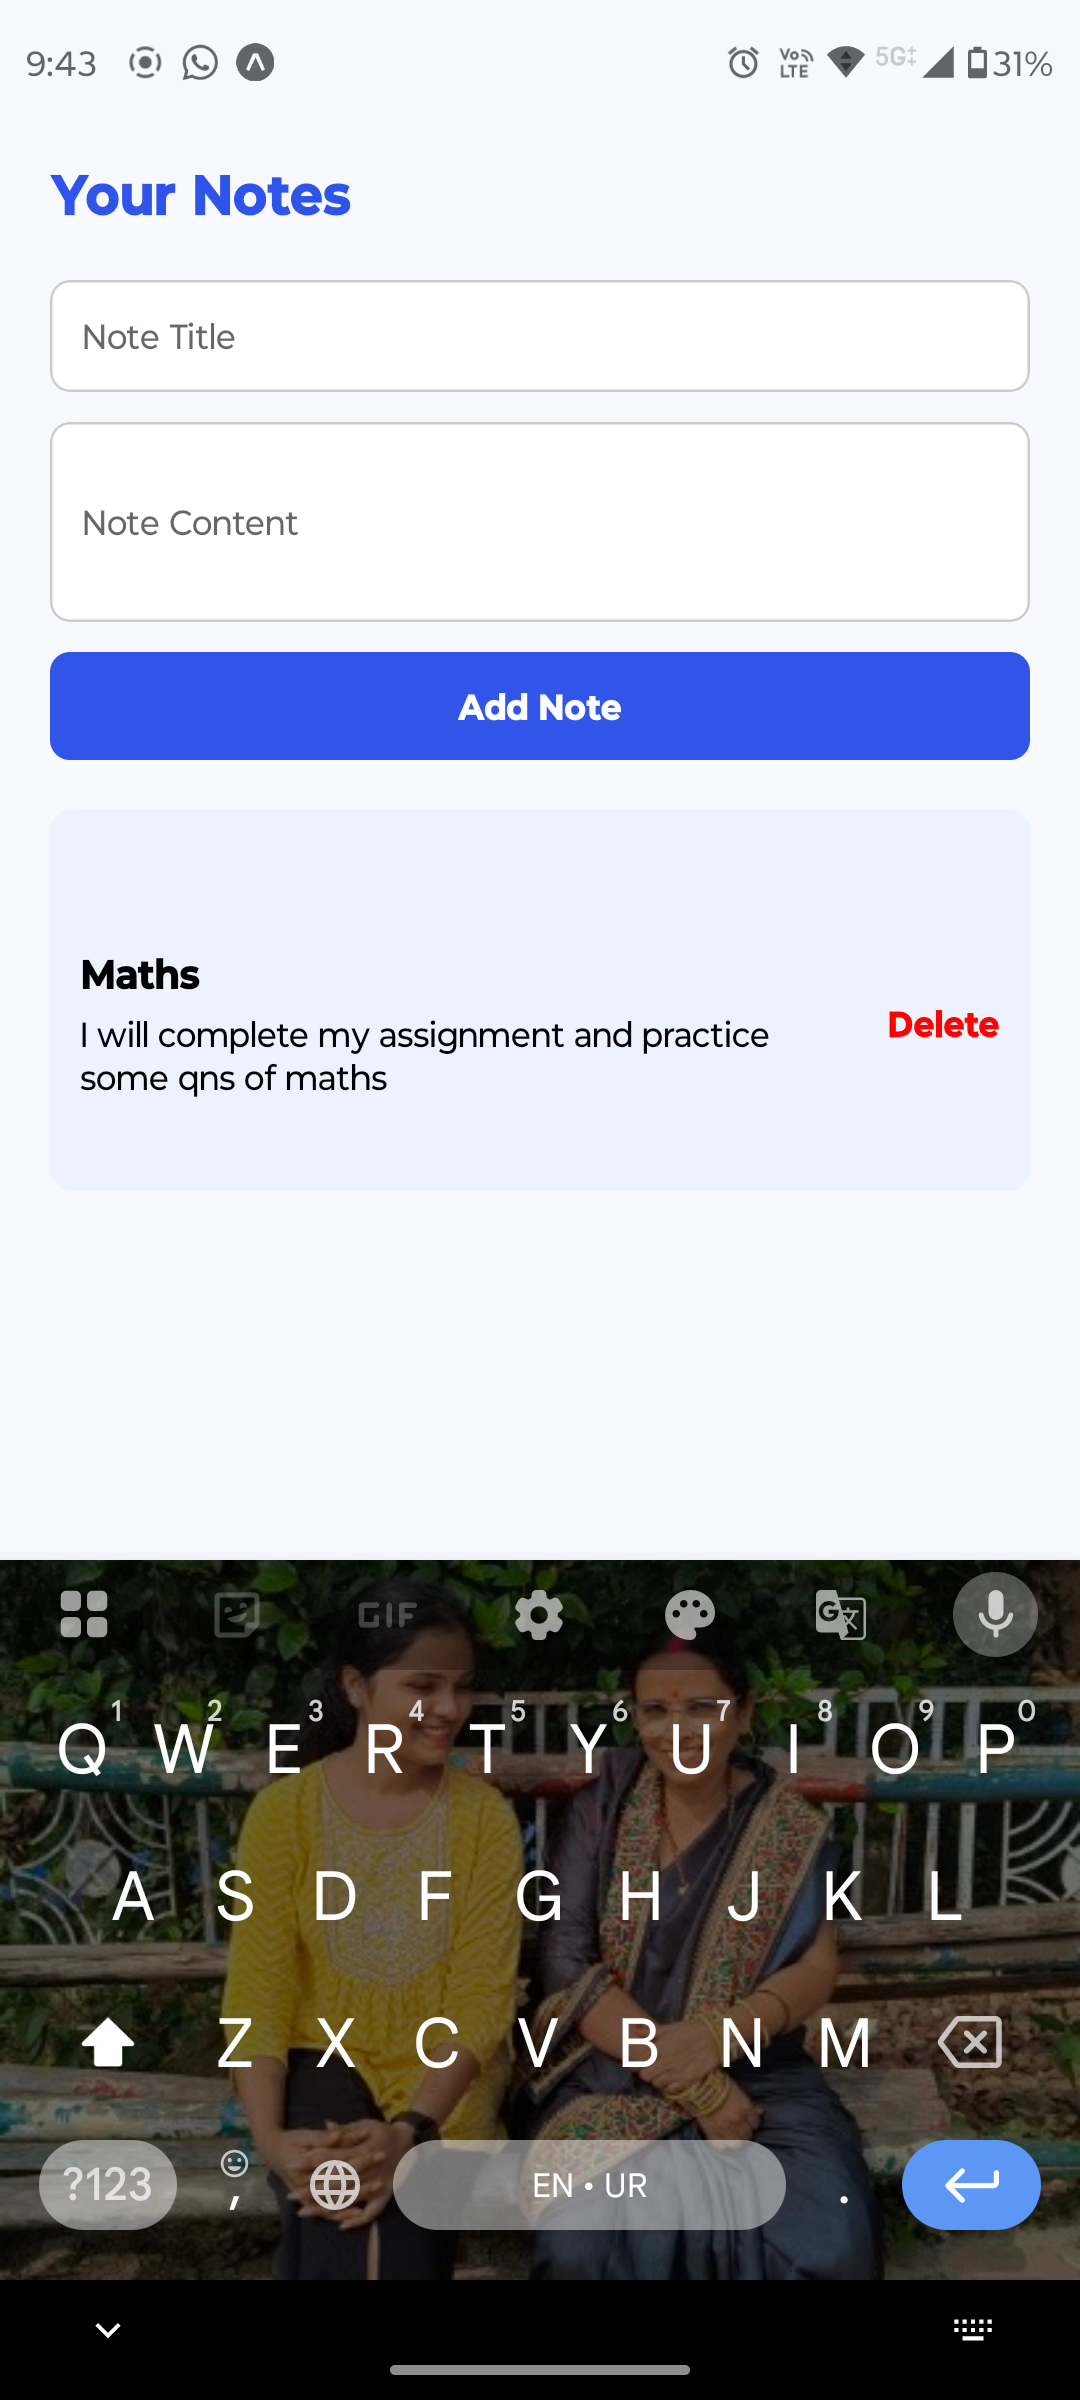 9:43 VoLTE 5G 31%
Your Notes
Note Title
Note Content
Add Note
Maths
I will complete my assignment and practice
some qns of maths
Delete
GIF G 文
1 2 3 4 5 6 7 8 9 0
Q W E R T Y U I O P
A S D F G H J K L
Z X C V B N M
?123 , EN • UR .